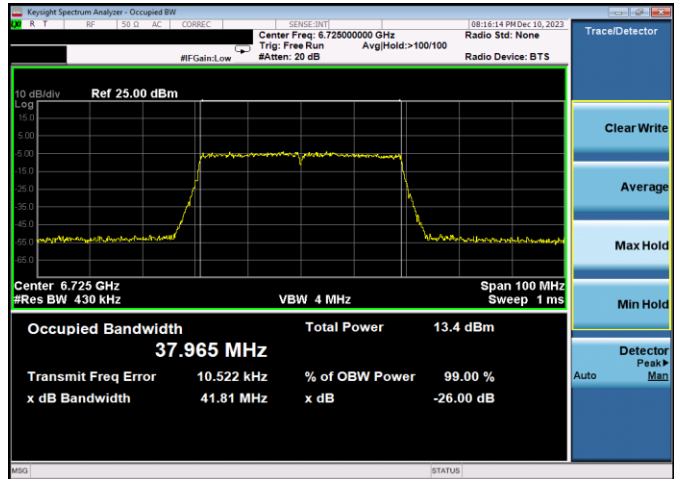 Keysight Spectrum Analyzer - Occupied BW
R T RF 50 Ω AC CORREC SENSE:INT 08:16:14 PM Dec 10, 2023
Center Freq: 6.725000000 GHz Radio Std: None
Trig: Free Run Avg|Hold:>100/100
#IFGain:Low #Atten: 20 dB Radio Device: BTS
Trace/Detector
10 dB/div Ref 25.00 dBm
Log
15.0
5.00
-5.00
-15.0
-25.0
-35.0
-45.0
-55.0
-65.0
Center 6.725 GHz Span 100 MHz
#Res BW 430 kHz VBW 4 MHz Sweep 1 ms
Occupied Bandwidth Total Power 13.4 dBm
37.965 MHz
Transmit Freq Error 10.522 kHz % of OBW Power 99.00 %
x dB Bandwidth 41.81 MHz x dB -26.00 dB
Clear Write
Average
Max Hold
Min Hold
Detector
Peak▶
Auto Man
MSG STATUS